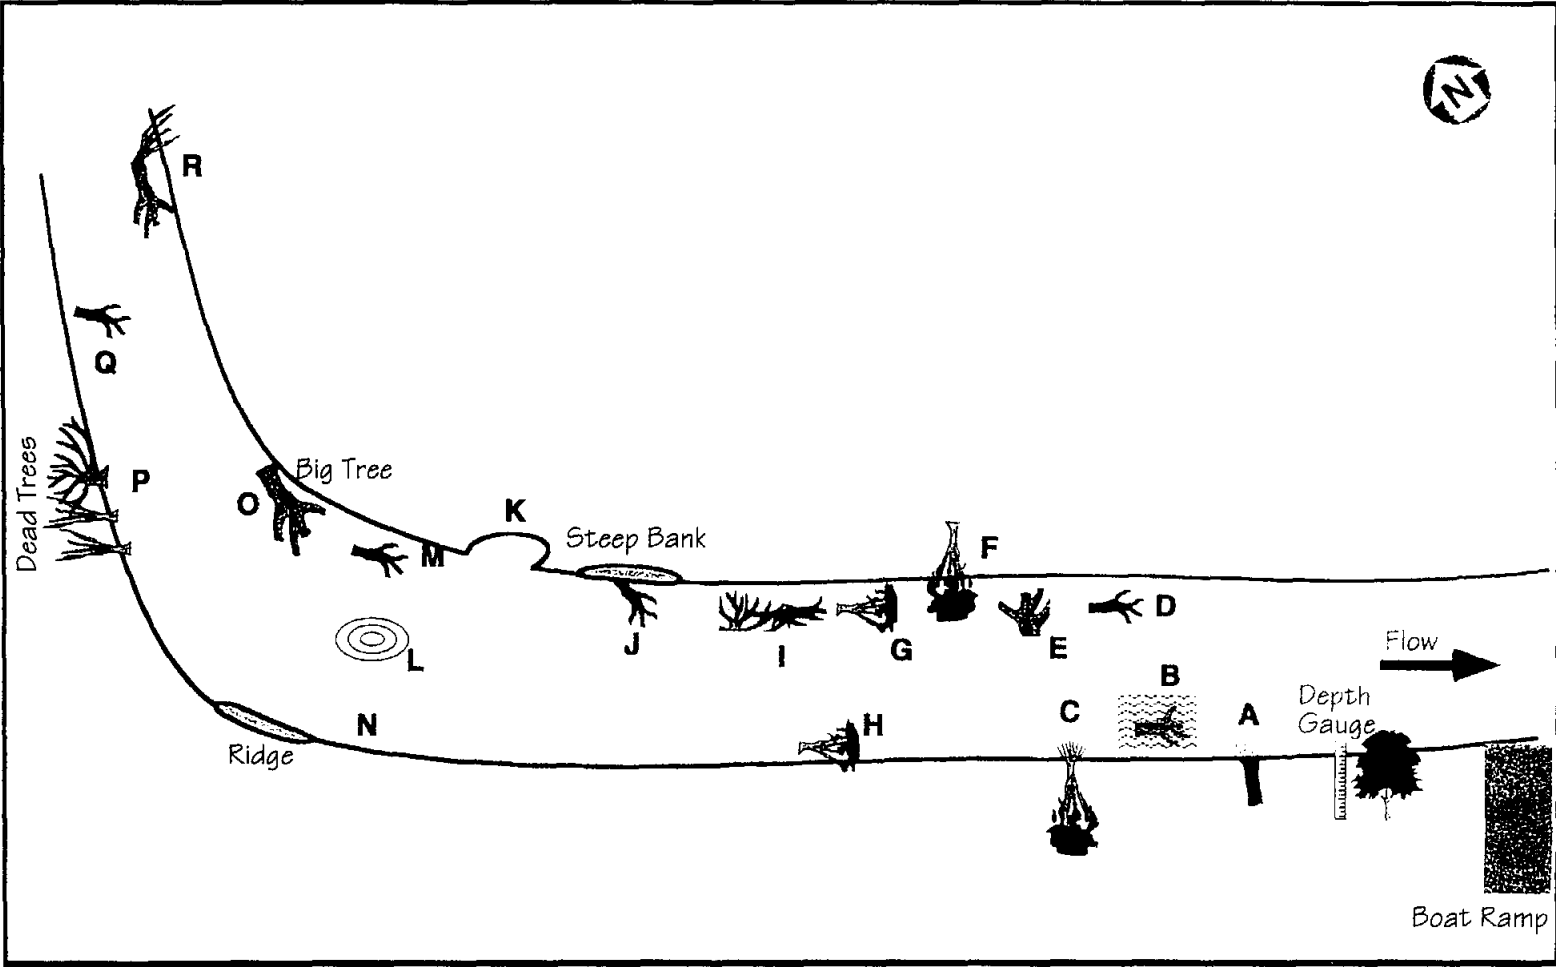 N
R
Q
Dead Trees
P
Big Tree
O
K
M
Steep Bank
F
D
J
I
G
E
L
Flow
B
Depth
Gauge
A
C
H
N
Ridge
Boat Ramp